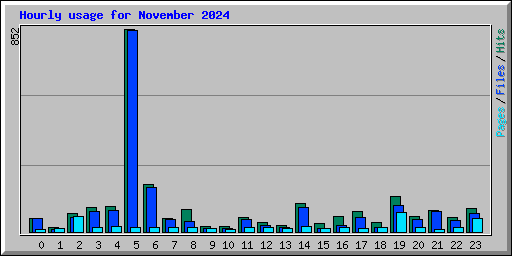 Hourly usage for November 2024
852
Pages/Files/Hits
0 1 2 3 4 5 6 7 8 9 10 11 12 13 14 15 16 17 18 19 20 21 22 23